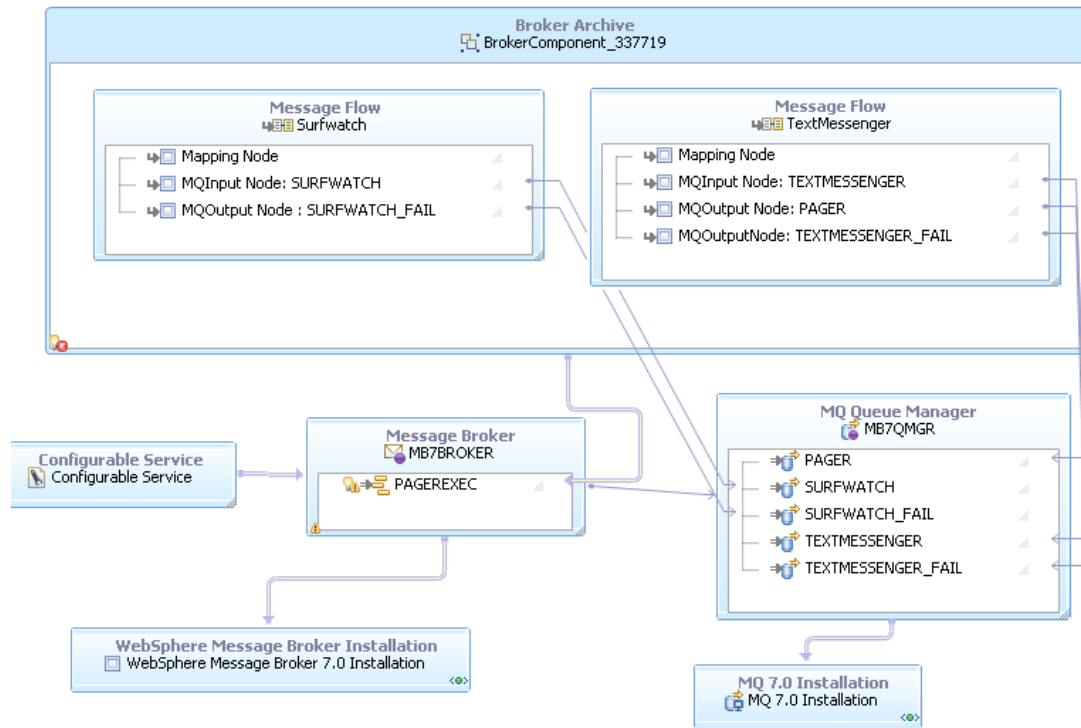 Broker Archive
BrokerComponent_337719
Message Flow
Surfwatch
Mapping Node
MQInput Node: SURFWATCH
MQOutput Node : SURFWATCH_FAIL
Message Flow
TextMessenger
Mapping Node
MQInput Node: TEXTMESSENGER
MQOutput Node: PAGER
MQOutputNode: TEXTMESSENGER_FAIL
Configurable Service
Configurable Service
Message Broker
MB7BROKER
PAGEREXEC
MQ Queue Manager
MB7QMGR
PAGER
SURFWATCH
SURFWATCH_FAIL
TEXTMESSENGER
TEXTMESSENGER_FAIL
WebSphere Message Broker Installation
WebSphere Message Broker 7.0 Installation
MQ 7.0 Installation
MQ 7.0 Installation